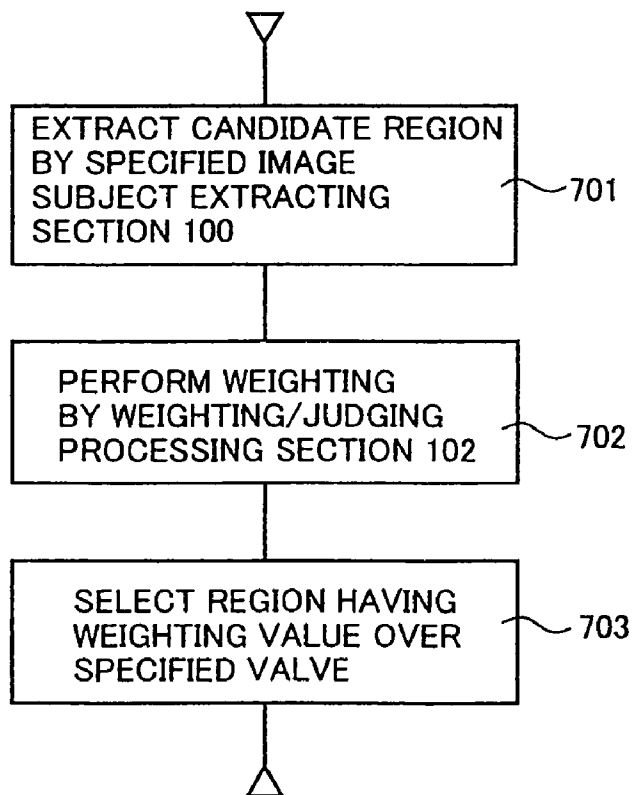 EXTRACT CANDIDATE REGION
BY SPECIFIED IMAGE
SUBJECT EXTRACTING
SECTION 100
701
PERFORM WEIGHTING
BY WEIGHTING/JUDGING
PROCESSING SECTION 102
702
SELECT REGION HAVING
WEIGHTING VALUE OVER
SPECIFIED VALVE
703